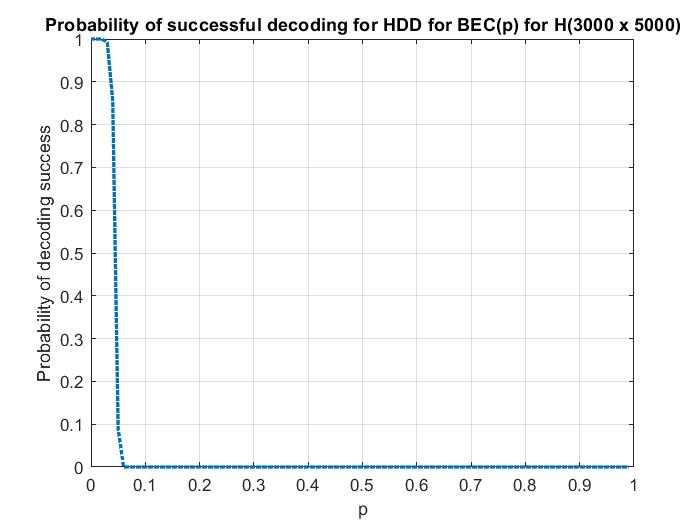 Probability of successful decoding for HDD for BEC(p) for H(3000 x 5000)
1
0.9
0.8
0.7
0.6
0.5
0.4
0.3
0.2
0.1
0
Probability of decoding success
0 0.1 0.2 0.3 0.4 0.5 0.6 0.7 0.8 0.9 1
p